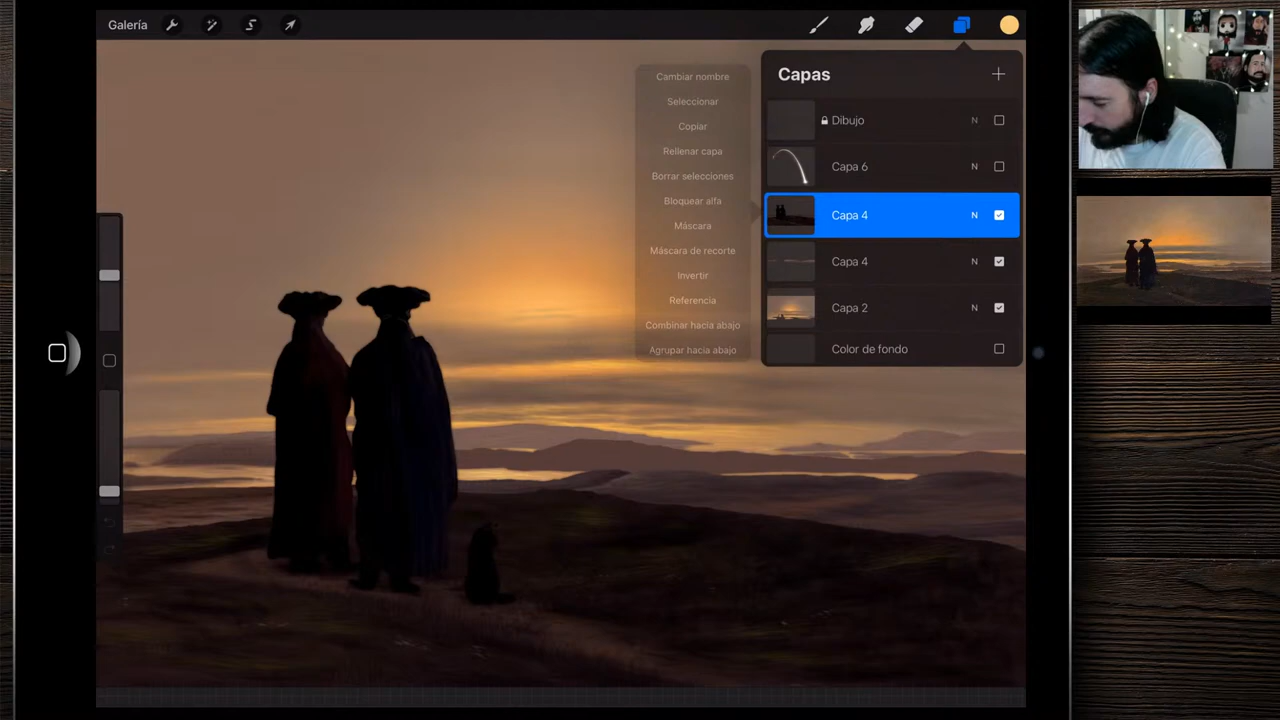 Galería
Cambiar nombre
Seleccionar
Copiar
Rellenar capa
Borrar selecciones
Bloquear alfa
Máscara
Máscara de recorte
Invertir
Referencia
Combinar hacia abajo
Agrupar hacia abajo
Capas
Dibujo N
Capa 6 N
Capa 4 N
Capa 4 N
Capa 2 N
Color de fondo